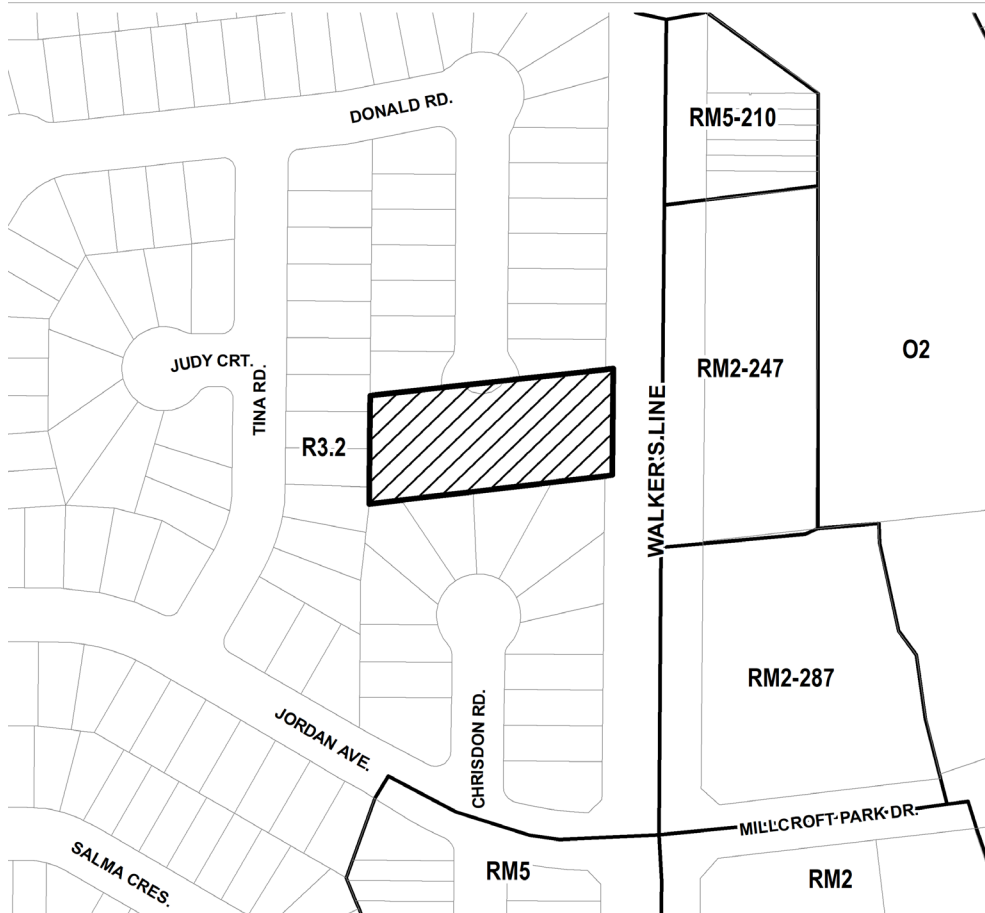 DONALD RD.
RM5-210
JUDY CRT.
TINA RD.
RM2-247
O2
R3.2
WALKER'S LINE
RM2-287
JORDAN AVE.
CHRISDON RD.
MILLCROFT PARK DR.
SALMA CRES.
RM5
RM2